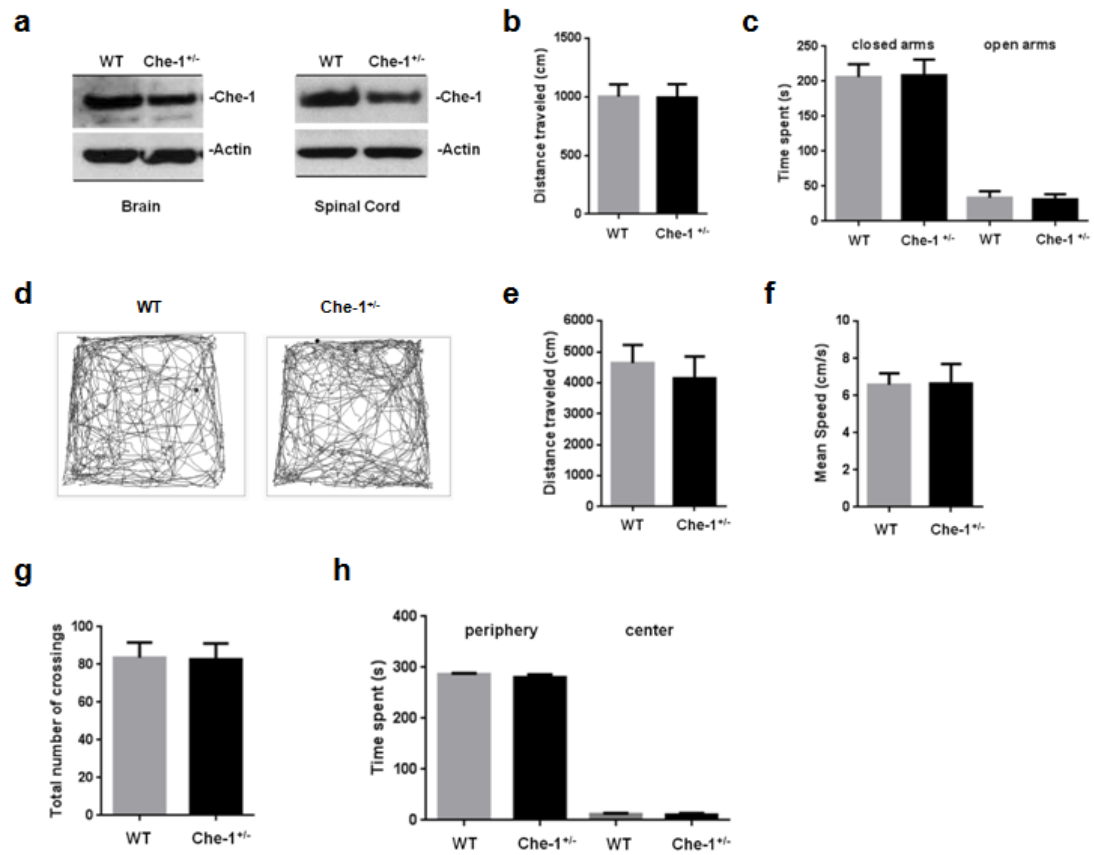 a
WT Che-1+/-
-Che-1
-Actin
Brain
WT Che-1+/-
-Che-1
-Actin
Spinal Cord
b
Distance traveled (cm)
1500
1000
500
0
WT Che-1 +/-
c
Time spent (s)
250
200
150
100
50
0
closed arms open arms
WT Che-1 +/- WT Che-1 +/-
d
WT Che-1+/-
e
Distance traveled (cm)
6000
5000
4000
3000
2000
1000
0
WT Che-1+/-
f
Mean Speed (cm/s)
10
8
6
4
2
0
WT Che-1+/-
g
Total number of crossings
100
80
60
40
20
0
WT Che-1+/-
h
Time spent (s)
400
300
200
100
0
periphery center
WT Che-1+/- WT Che-1+/-